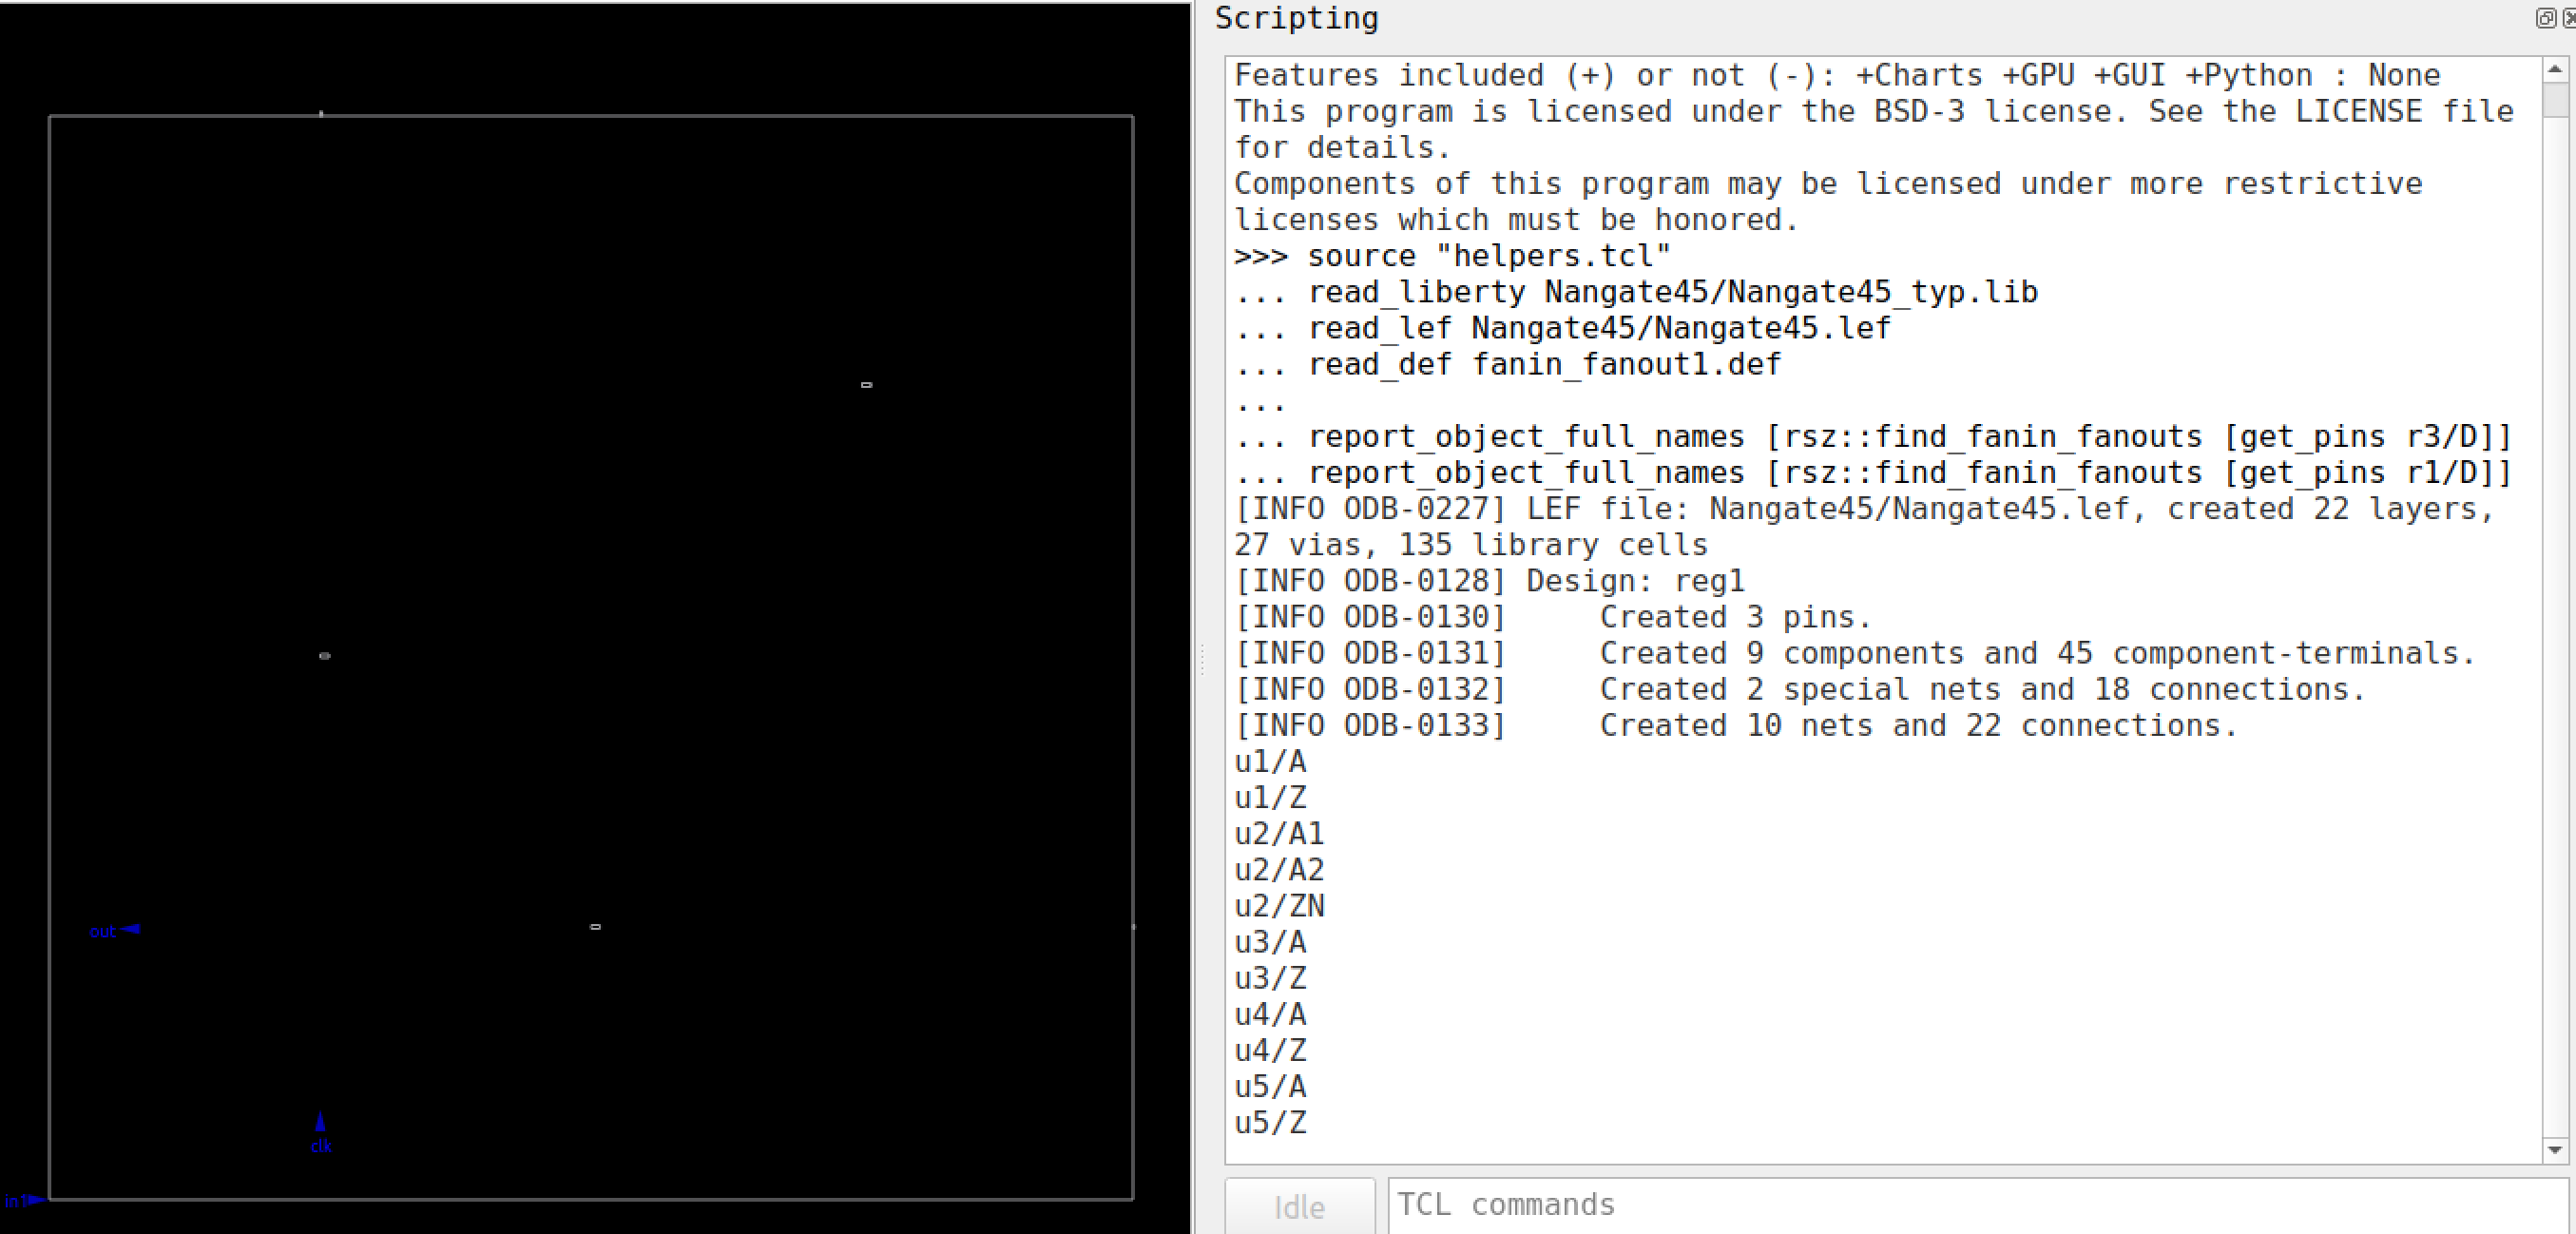 out
clk
in1
Scripting
Features included (+) or not (-): +Charts +GPU +GUI +Python : None
This program is licensed under the BSD-3 license. See the LICENSE file
for details.
Components of this program may be licensed under more restrictive
licenses which must be honored.
>>> source "helpers.tcl"
... read_liberty Nangate45/Nangate45_typ.lib
... read_lef Nangate45/Nangate45.lef
... read_def fanin_fanout1.def
...
... report_object_full_names [rsz::find_fanin_fanouts [get_pins r3/D]]
... report_object_full_names [rsz::find_fanin_fanouts [get_pins r1/D]]
[INFO ODB-0227] LEF file: Nangate45/Nangate45.lef, created 22 layers,
27 vias, 135 library cells
[INFO ODB-0128] Design: reg1
[INFO ODB-0130]     Created 3 pins.
[INFO ODB-0131]     Created 9 components and 45 component-terminals.
[INFO ODB-0132]     Created 2 special nets and 18 connections.
[INFO ODB-0133]     Created 10 nets and 22 connections.
u1/A
u1/Z
u2/A1
u2/A2
u2/ZN
u3/A
u3/Z
u4/A
u4/Z
u5/A
u5/Z
Idle
TCL commands